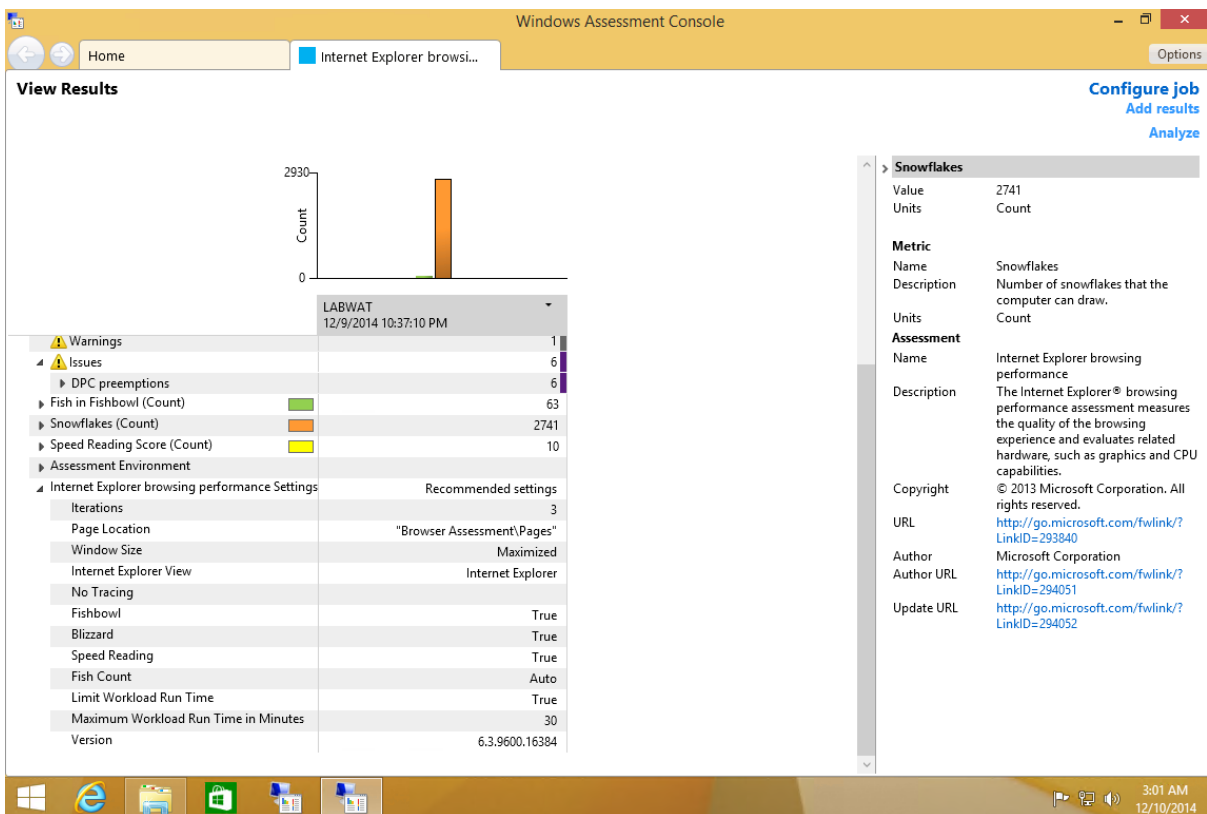 Windows Assessment Console
Home
Internet Explorer browsi...
Options
View Results
Configure job
Add results
Analyze
2930
Count
0
LABWAT
12/9/2014 10:37:10 PM
Warnings 1
Issues 6
DPC preemptions 6
Fish in Fishbowl (Count) 63
Snowflakes (Count) 2741
Speed Reading Score (Count) 10
Assessment Environment
Internet Explorer browsing performance Settings Recommended settings
Iterations 3
Page Location "Browser Assessment\Pages"
Window Size Maximized
Internet Explorer View Internet Explorer
No Tracing
Fishbowl True
Blizzard True
Speed Reading True
Fish Count Auto
Limit Workload Run Time True
Maximum Workload Run Time in Minutes 30
Version 6.3.9600.16384
Snowflakes
Value 2741
Units Count
Metric
Name Snowflakes
Description Number of snowflakes that the
computer can draw.
Units Count
Assessment
Name Internet Explorer browsing
performance
Description The Internet Explorer® browsing
performance assessment measures
the quality of the browsing
experience and evaluates related
hardware, such as graphics and CPU
capabilities.
Copyright © 2013 Microsoft Corporation. All
rights reserved.
URL http://go.microsoft.com/fwlink/?
LinkID=293840
Author Microsoft Corporation
Author URL http://go.microsoft.com/fwlink/?
LinkID=294051
Update URL http://go.microsoft.com/fwlink/?
LinkID=294052
3:01 AM
12/10/2014